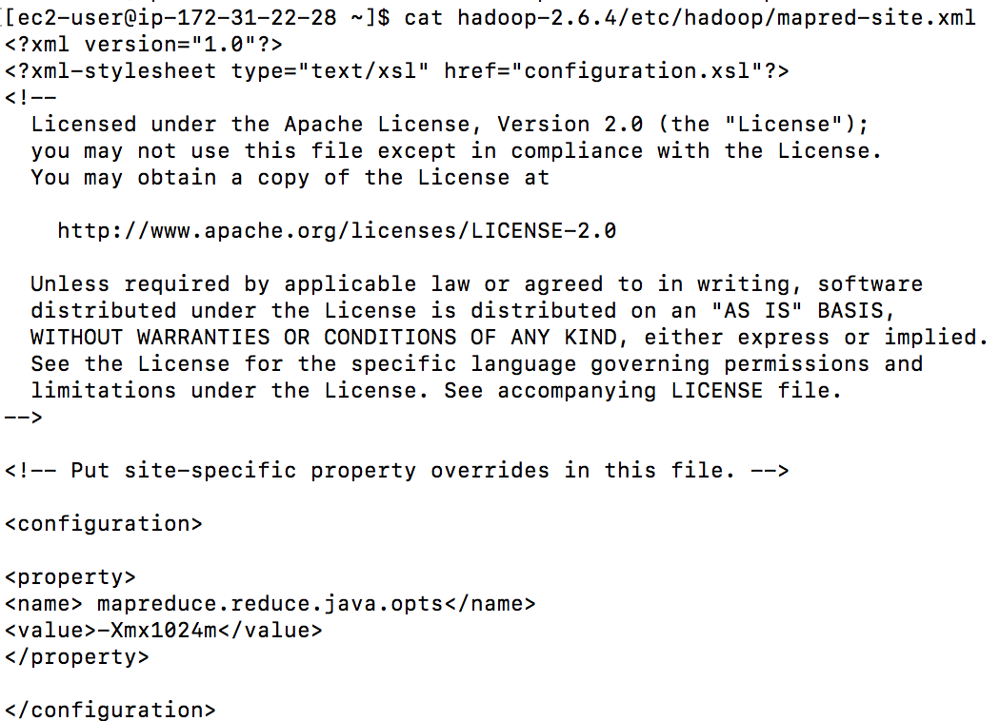 [ec2-user@ip-172-31-22-28 ~]$ cat hadoop-2.6.4/etc/hadoop/mapred-site.xml
<?xml version="1.0"?>
<?xml-stylesheet type="text/xsl" href="configuration.xsl"?>
<!--
  Licensed under the Apache License, Version 2.0 (the "License");
  you may not use this file except in compliance with the License.
  You may obtain a copy of the License at

    http://www.apache.org/licenses/LICENSE-2.0

  Unless required by applicable law or agreed to in writing, software
  distributed under the License is distributed on an "AS IS" BASIS,
  WITHOUT WARRANTIES OR CONDITIONS OF ANY KIND, either express or implied.
  See the License for the specific language governing permissions and
  limitations under the License. See accompanying LICENSE file.
-->

<!-- Put site-specific property overrides in this file. -->

<configuration>

<property>
<name> mapreduce.reduce.java.opts</name>
<value>-Xmx1024m</value>
</property>

</configuration>